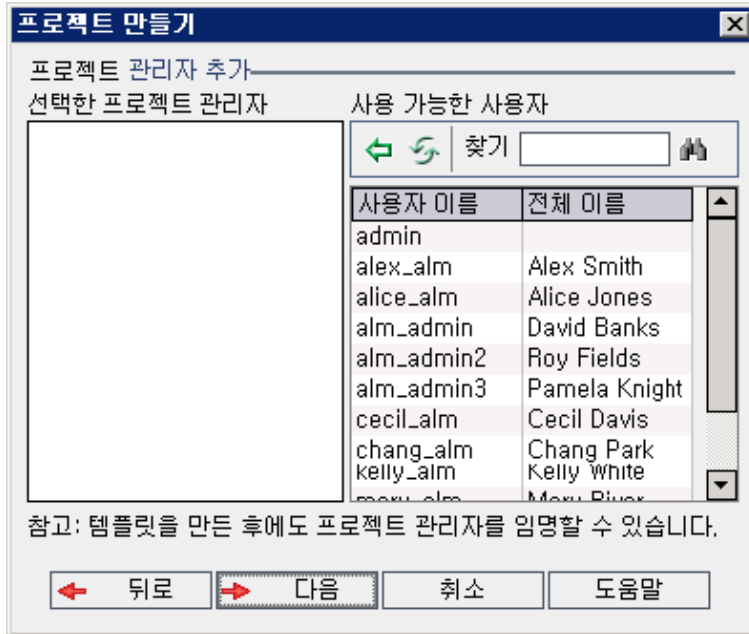 프로젝트 만들기
프로젝트 관리자 추가
선택한 프로젝트 관리자
사용 가능한 사용자
찾기
사용자 이름 전체 이름
admin
alex_alm Alex Smith
alice_alm Alice Jones
alm_admin David Banks
alm_admin2 Roy Fields
alm_admin3 Pamela Knight
cecil_alm Cecil Davis
chang_alm Chang Park
kelly_alm Kelly White
참고: 템플릿을 만든 후에도 프로젝트 관리자를 임명할 수 있습니다.
뒤로 다음 취소 도움말